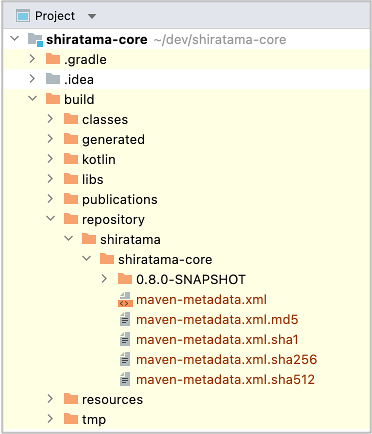 Project
shiratama-core ~/dev/shiratama-core
.gradle
.idea
build
classes
generated
kotlin
libs
publications
repository
shiratama
shiratama-core
0.8.0-SNAPSHOT
maven-metadata.xml
maven-metadata.xml.md5
maven-metadata.xml.sha1
maven-metadata.xml.sha256
maven-metadata.xml.sha512
resources
tmp